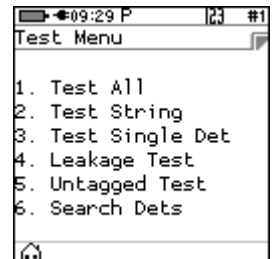 09:29 P 123 #1
Test Menu
1. Test All
2. Test String
3. Test Single Det
4. Leakage Test
5. Untagged Test
6. Search Dets